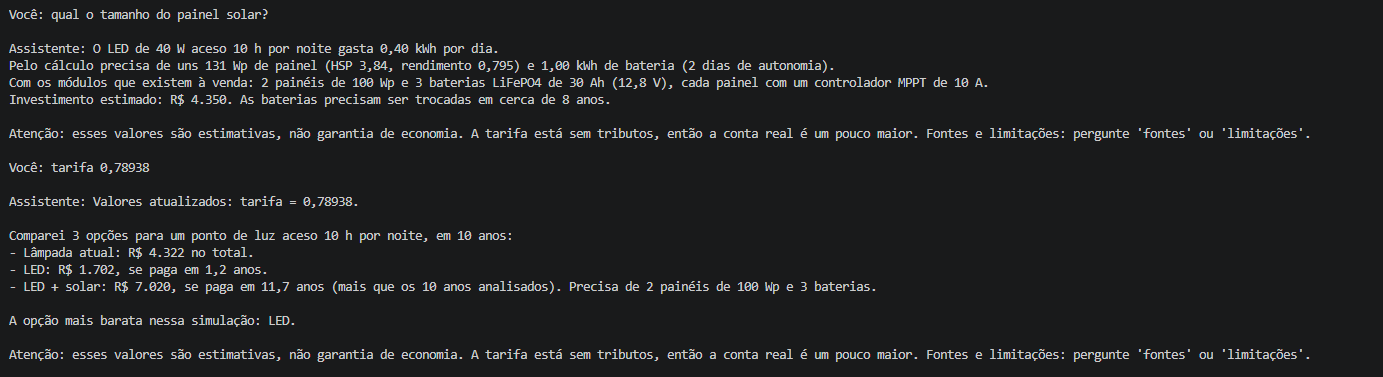 Você: qual o tamanho do painel solar?
Assistente: O LED de 40 W aceso 10 h por noite gasta 0,40 kWh por dia.
Pelo cálculo precisa de uns 131 Wp de painel (HSP 3,84, rendimento 0,795) e 1,00 kWh de bateria (2 dias de autonomia).
Com os módulos que existem à venda: 2 painéis de 100 Wp e 3 baterias LiFePO4 de 30 Ah (12,8 V), cada painel com um controlador MPPT de 10 A.
Investimento estimado: R$ 4.350. As baterias precisam ser trocadas em cerca de 8 anos.
Atenção: esses valores são estimativas, não garantia de economia. A tarifa está sem tributos, então a conta real é um pouco maior. Fontes e limitações: pergunte 'fontes' ou 'limitações'.
Você: tarifa 0,78938
Assistente: Valores atualizados: tarifa = 0,78938.
Comparei 3 opções para um ponto de luz aceso 10 h por noite, em 10 anos:
- Lâmpada atual: R$ 4.322 no total.
- LED: R$ 1.702, se paga em 1,2 anos.
- LED + solar: R$ 7.020, se paga em 11,7 anos (mais que os 10 anos analisados). Precisa de 2 painéis de 100 Wp e 3 baterias.
A opção mais barata nessa simulação: LED.
Atenção: esses valores são estimativas, não garantia de economia. A tarifa está sem tributos, então a conta real é um pouco maior. Fontes e limitações: pergunte 'fontes' ou 'limitações'.